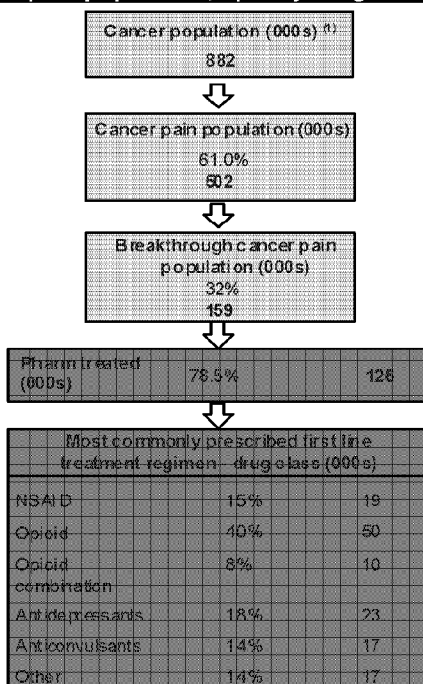 Cancer population (000s) (1)
882
Cancer pain population (000s)
61.0%
502
Breakthrough cancer pain
population (000s)
32%
159
Pharm treated 78.5% 126
(000s)
Most commonly prescribed first line
treatment regimen - drug class (000s)
NSAID 15% 19
Opioid 40% 50
Opioid 8% 10
combination
Antidepressants 18% 23
Anticonvulsants 14% 17
Other 14% 17